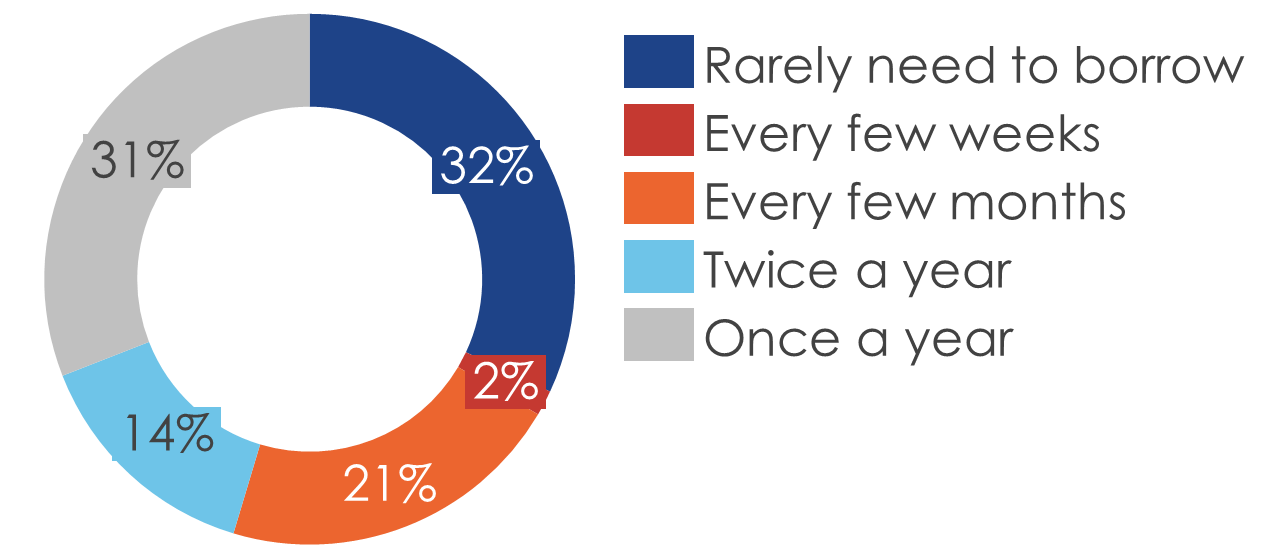 32%
2%
21%
14%
31%
Rarely need to borrow
Every few weeks
Every few months
Twice a year
Once a year